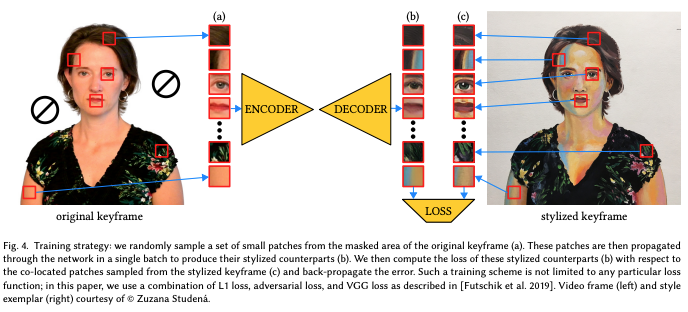 (a)
(b)
(c)
ENCODER
DECODER
LOSS
original keyframe
stylized keyframe
Fig. 4. Training strategy: we randomly sample a set of small patches from the masked area of the original keyframe (a). These patches are then propagated
through the network in a single batch to produce their stylized counterparts (b). We then compute the loss of these stylized counterparts (b) with respect to
the co-located patches sampled from the stylized keyframe (c) and back-propagate the error. Such a training scheme is not limited to any particular loss
function; in this paper, we use a combination of L1 loss, adversarial loss, and VGG loss as described in [Futschik et al. 2019]. Video frame (left) and style
exemplar (right) courtesy of © Zuzana Studená.